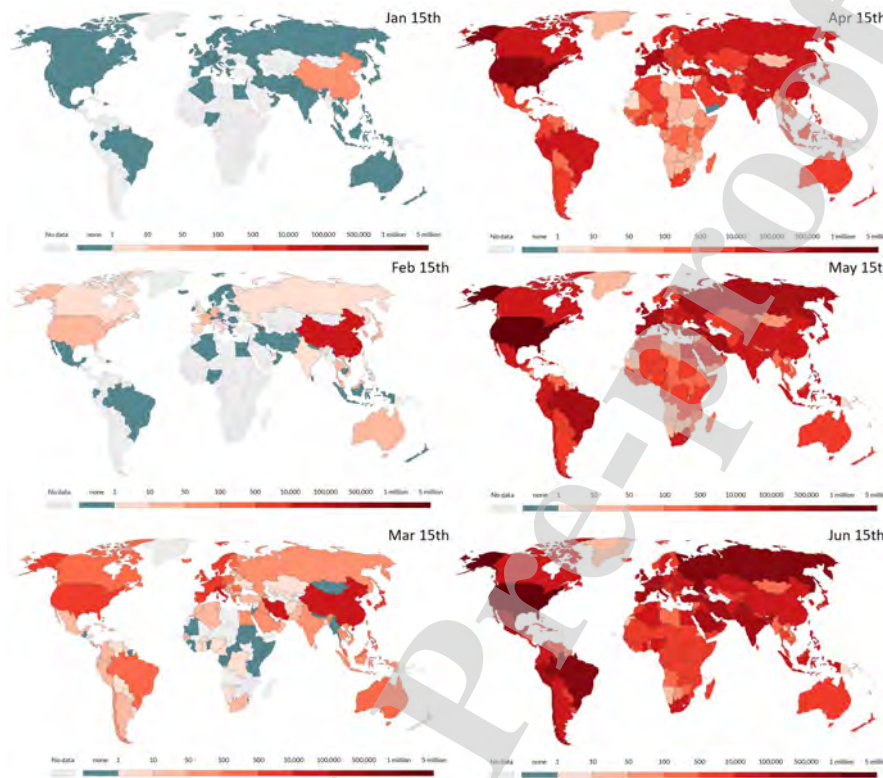 Jan 15th
No data none 1 10 50 100 500 10,000 100,000 500,000 1 million 5 million
Apr 15th
No data none 1 10 50 100 500 10,000 100,000 500,000 1 million 5 mil
Feb 15th
No data none 1 10 50 100 500 10,000 100,000 500,000 1 million 5 million
May 15th
No data none 1 10 50 100 500 10,000 100,000 500,000 1 million 5 mil
Mar 15th
No data none 1 10 50 100 500 10,000 100,000 500,000 1 million 5 million
Jun 15th
No data none 1 10 50 100 500 10,000 100,000 500,000 1 million 5 mil
Pre-proof